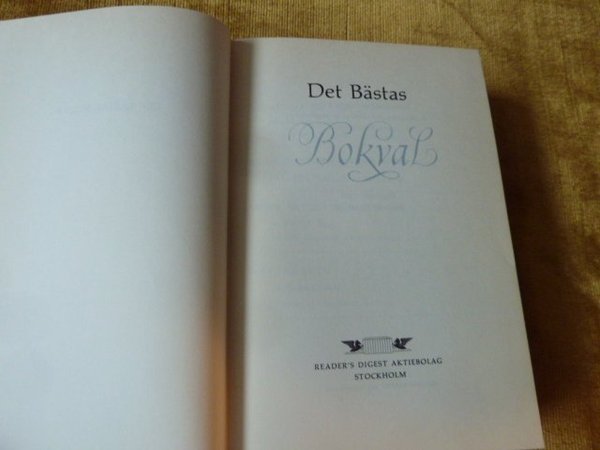 Det Bästas
Bokval
READER'S DIGEST AKTIEBOLAG
STOCKHOLM